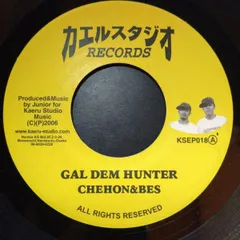 カエルスタジオ
RECORDS
Produced&Music
by Junior for
Kaeru Studio
Music
(C)(P)2006
www.kaeru-studio.com
KSEP018 A
GAL DEM HUNTER
CHEHON&BES
ALL RIGHTS RESERVED